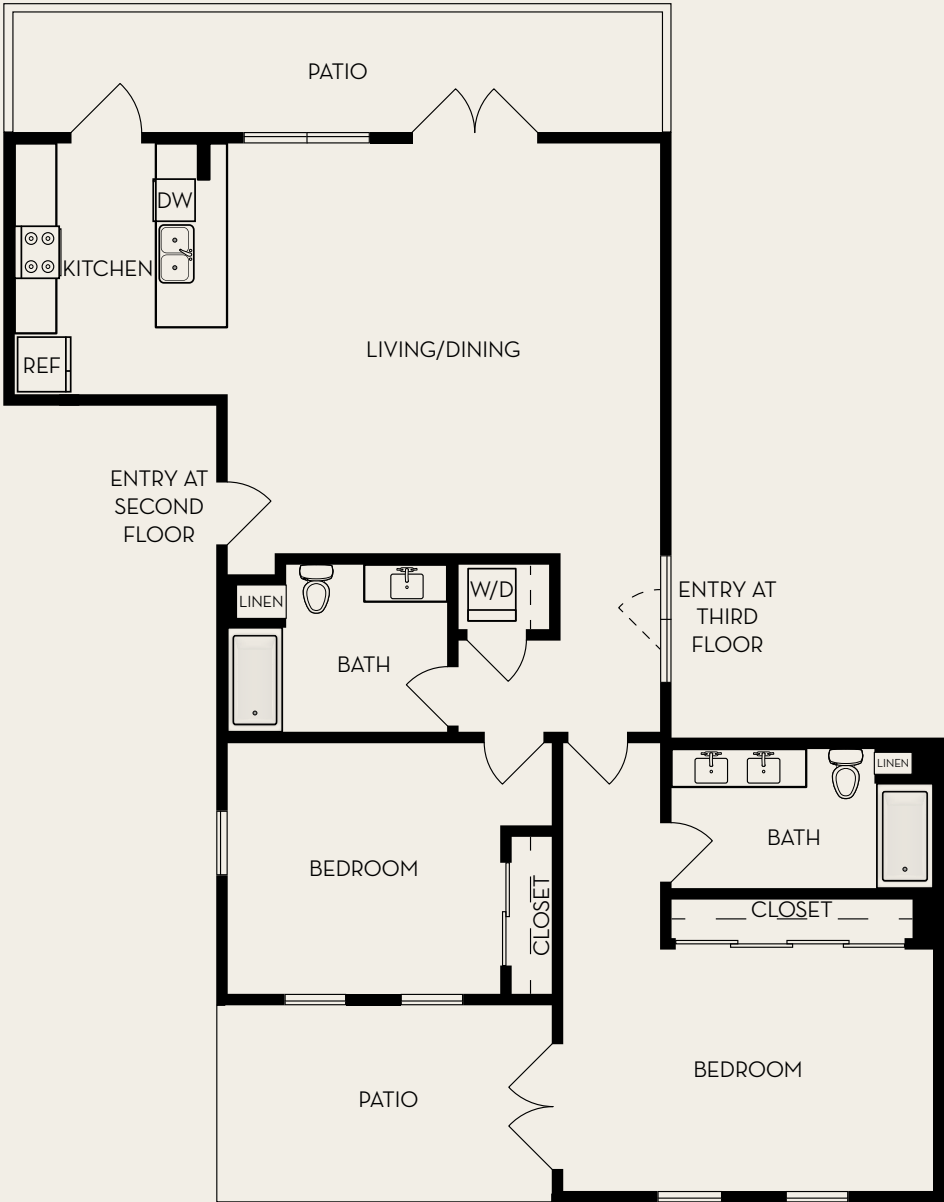 PATIO
DW
KITCHEN
LIVING/DINING
REF
ENTRY AT
SECOND
FLOOR
W/D
LINEN
ENTRY AT
THIRD
FLOOR
BATH
LINEN
BATH
BEDROOM
CLOSET
CLOSET
BEDROOM
PATIO